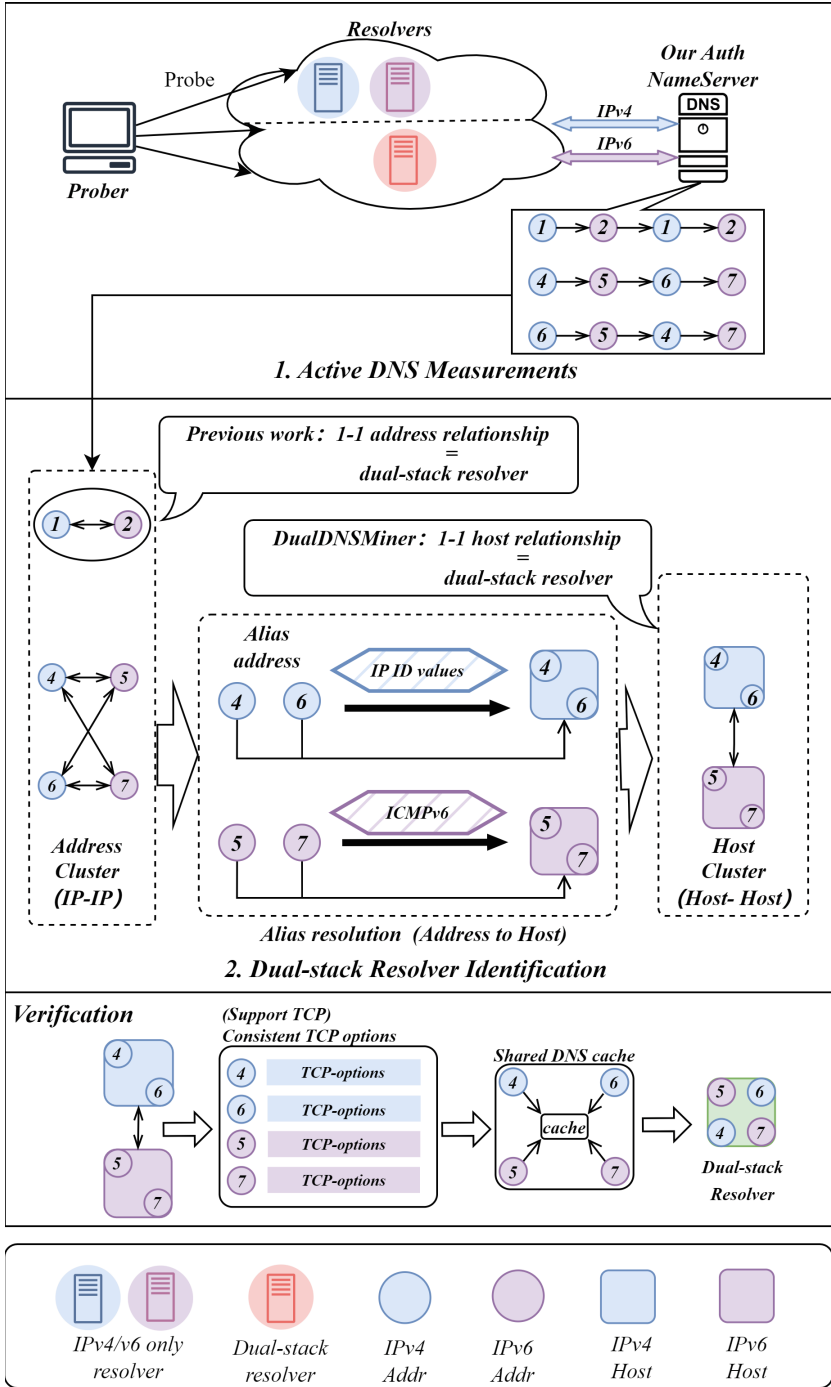 Resolvers
Our Auth
NameServer
Probe
DNS
IPv4
IPv6
Prober
1 2 1 2
4 5 6 7
6 5 4 7
1. Active DNS Measurements
Previous work: 1-1 address relationship
=
dual-stack resolver
1 2
DualDNSMiner: 1-1 host relationship
=
dual-stack resolver
Alias
address
IP ID values
4 5
4 6
4 6
4 6
6 7
ICMPv6
5 7
5 7
5 7
Address
Cluster
(IP-IP)
Host
Cluster
(Host- Host)
Alias resolution (Address to Host)
2. Dual-stack Resolver Identification
Verification
(Support TCP)
Consistent TCP options
4 6
5 7
4 TCP-options
6 TCP-options
5 TCP-options
7 TCP-options
Shared DNS cache
4 6
cache
5 7
5 6
4 7
Dual-stack
Resolver
IPv4/v6 only
resolver
Dual-stack
resolver
IPv4
Addr
IPv6
Addr
IPv4
Host
IPv6
Host